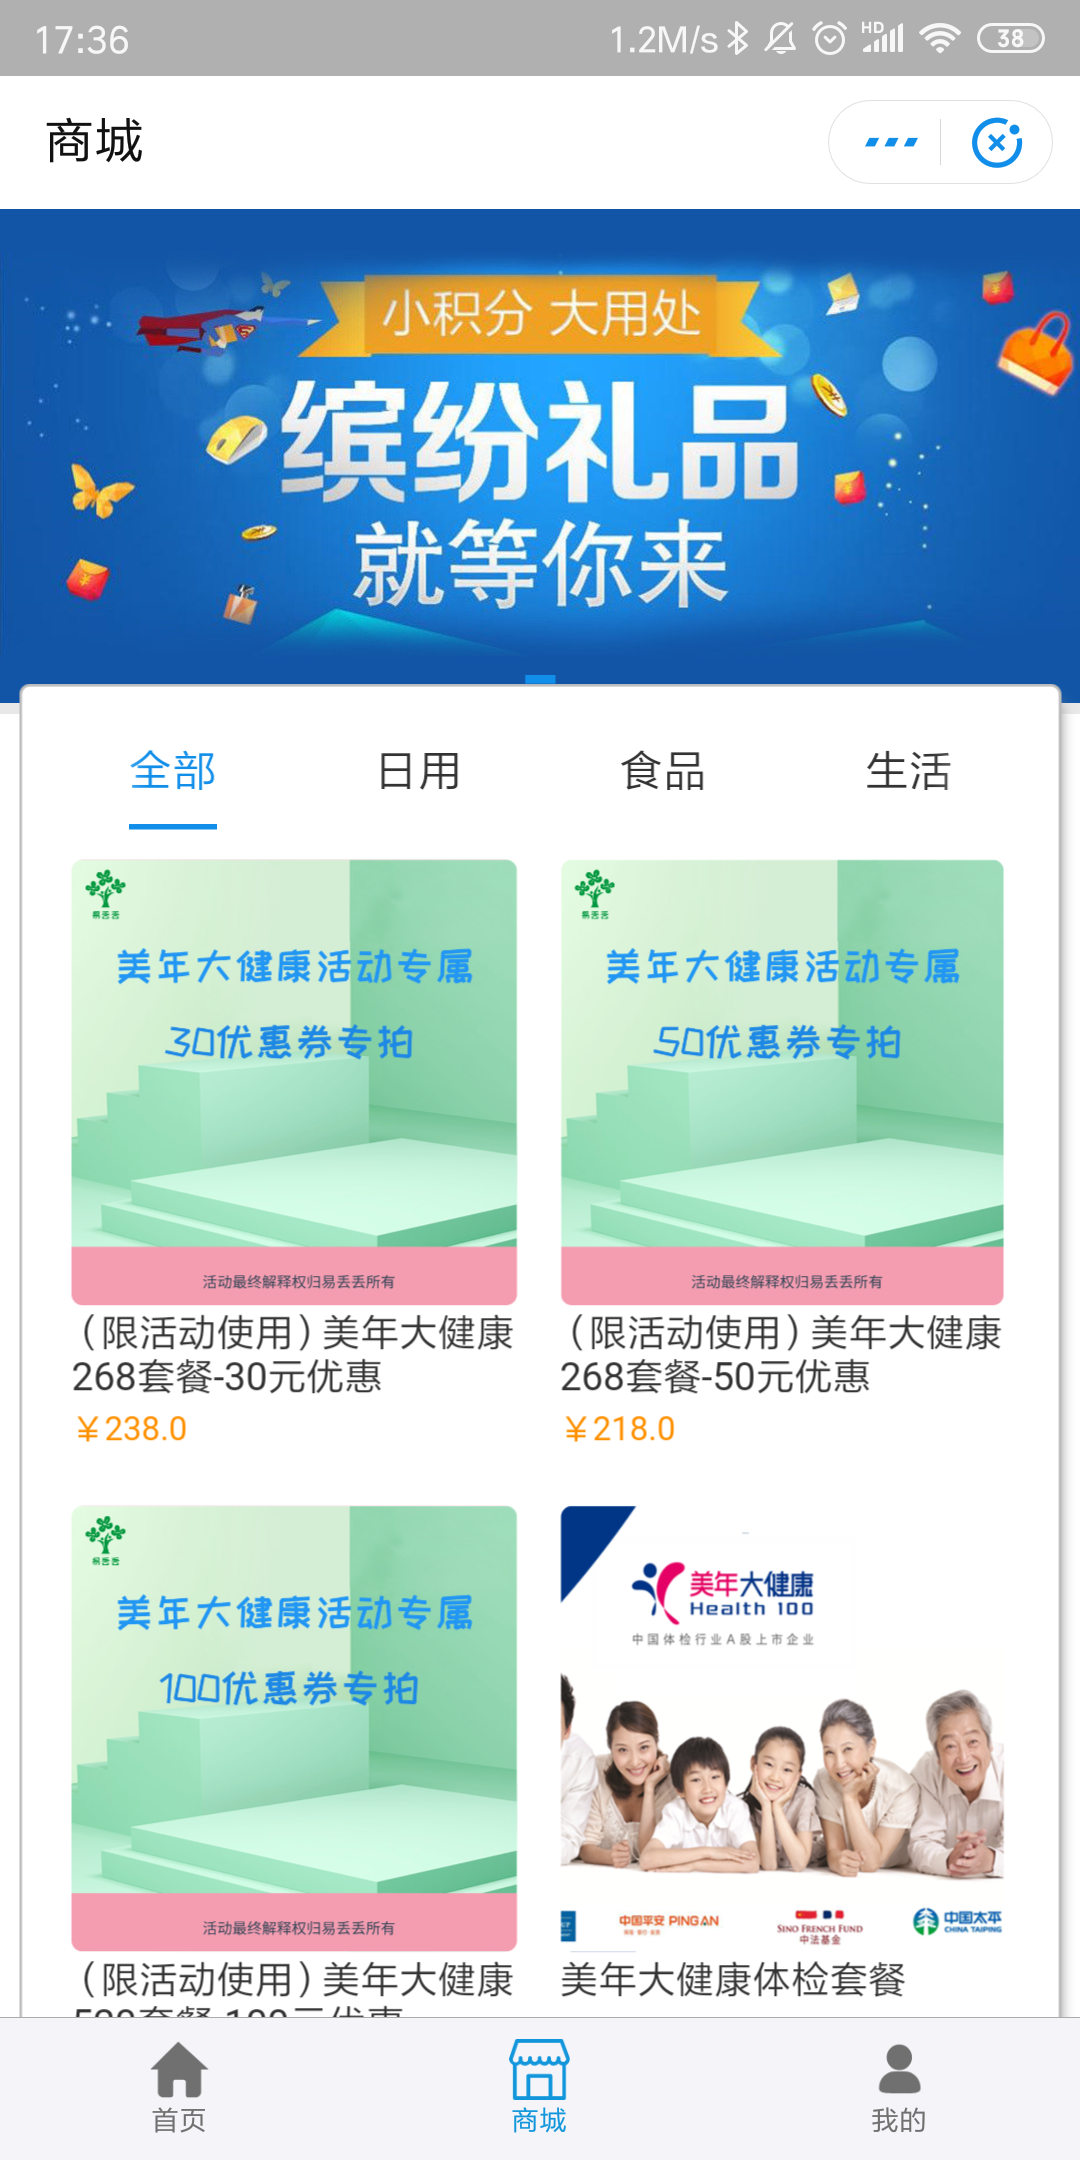 17:36
1.2M/s HD 38
商城
小积分 大用处
缤纷礼品
就等你来
全部 日用 食品 生活
易丢丢
美年大健康活动专属
30优惠券专拍
活动最终解释权归易丢丢所有
(限活动使用)美年大健康
268套餐-30元优惠
￥238.0
易丢丢
美年大健康活动专属
50优惠券专拍
活动最终解释权归易丢丢所有
(限活动使用)美年大健康
268套餐-50元优惠
￥218.0
易丢丢
美年大健康活动专属
100优惠券专拍
活动最终解释权归易丢丢所有
(限活动使用)美年大健康
美年大健康
Health 100
中国体检行业A股上市企业
中国平安 PING AN
SINO FRENCH FUND
中法基金
中国太平
CHINA TAIPING
美年大健康体检套餐
首页 商城 我的